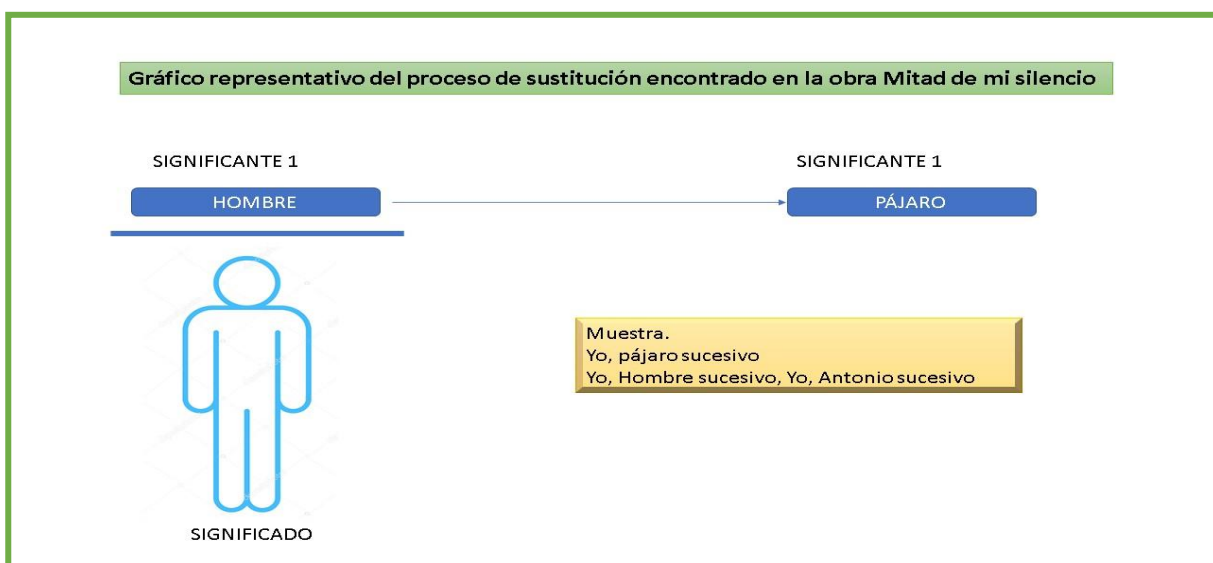 Gráfico representativo del proceso de sustitución encontrado en la obra Mitad de mi silencio
SIGNIFICANTE 1
SIGNIFICANTE 1
HOMBRE
PÁJARO
Muestra.
Yo, pájaro sucesivo
Yo, Hombre sucesivo, Yo, Antonio sucesivo
SIGNIFICADO